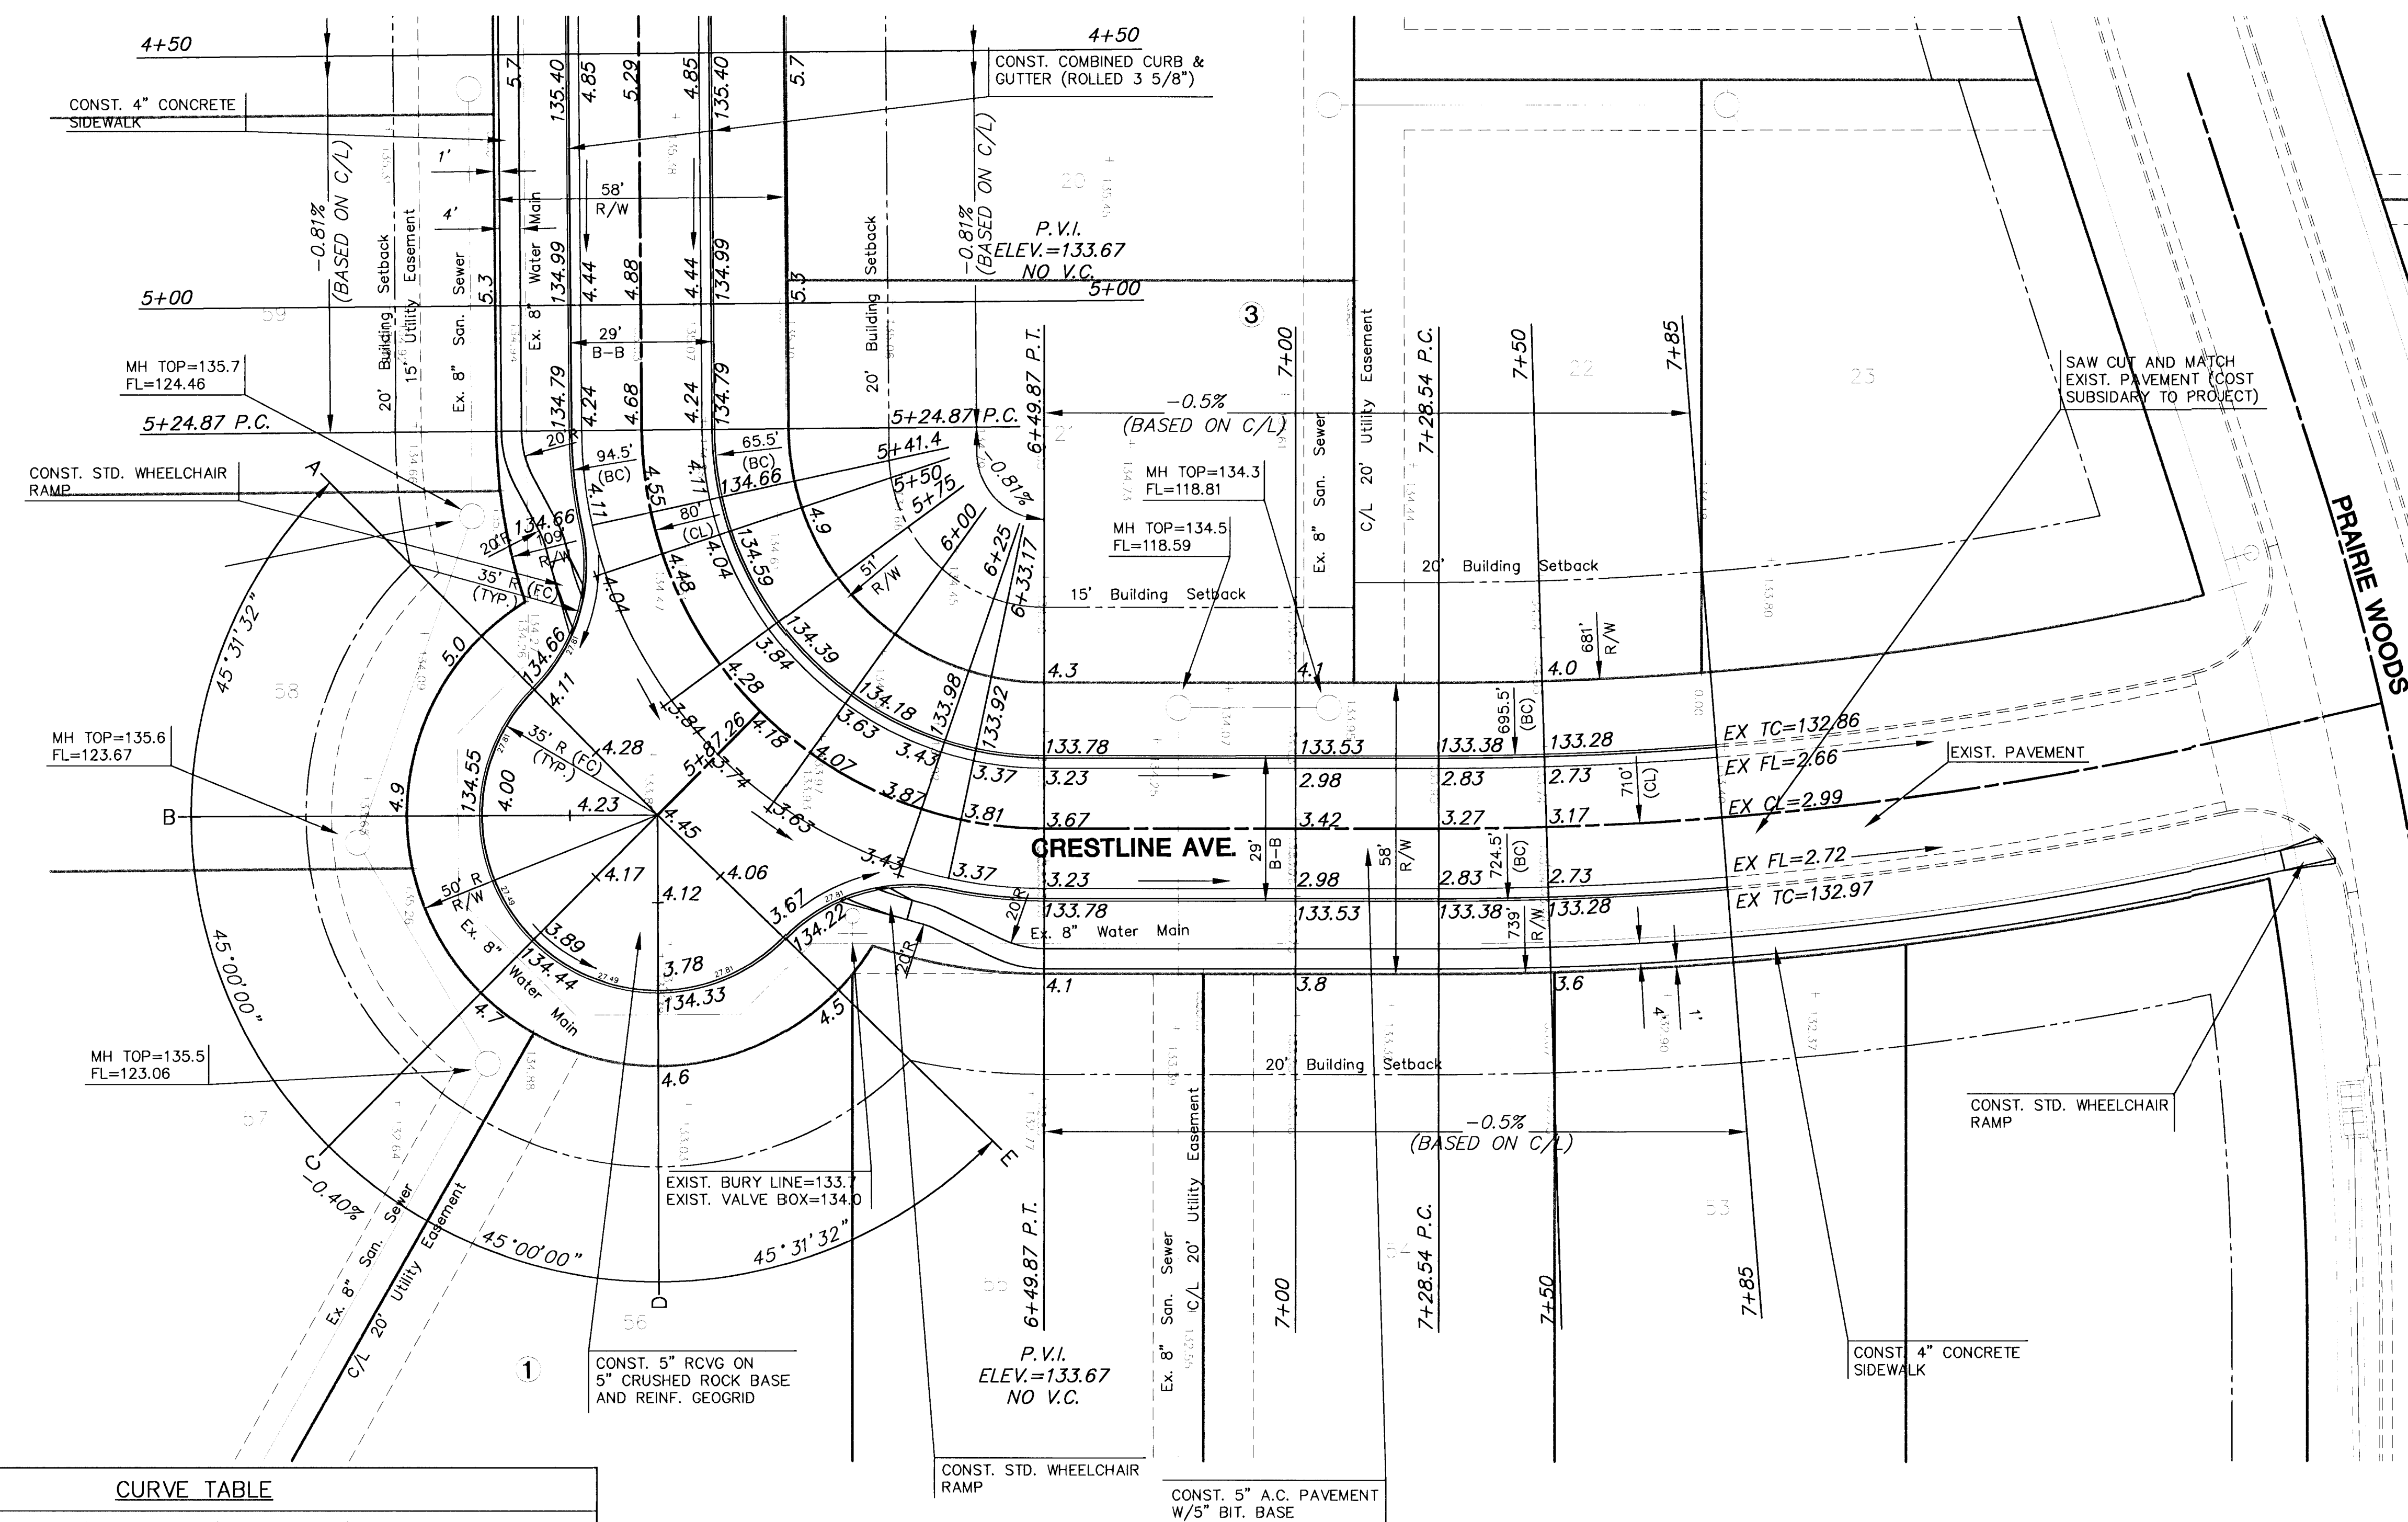 4+50
4+50
CONST. COMBINED CURB &
GUTTER (ROLLED 3 5/8")
CONST. 4" CONCRETE
SIDEWALK
5.7
135.40
4.85
5.29
4.85
135.40
5.7
-0.81%
(BASED ON C/L)
20' Building Setback
15' Utility Easement
Ex. 8" San. Sewer
Ex. 8" Water Main
1'
4'
58'
R/W
20' Building Setback
-0.81%
(BASED ON C/L)
20
P.V.I.
ELEV.=133.67
NO V.C.
5+00
5+00
5.3
134.99
4.44
4.88
4.44
134.99
5.3
59
29'
B-B
3
MH TOP=135.7
FL=124.46
134.79
4.24
4.68
4.24
134.79
5+24.87 P.C.
5+24.87 P.C.
6+49.87 P.T.
7+00
7+28.54 P.C.
7+50
7+85
-0.5%
(BASED ON C/L)
22
23
SAW CUT AND MATCH
EXIST. PAVEMENT (COST
SUBSIDARY TO PROJECT)
CONST. STD. WHEELCHAIR
RAMP
A
20'R
94.5'
(BC)
65.5'
(BC)
5+41.4
5+50
5+75
6+00
6+25
6+33.17
-0.81%
MH TOP=134.3
FL=118.81
MH TOP=134.5
FL=118.59
Ex. 8" San. Sewer
C/L 20' Utility Easement
20' Building Setback
15' Building Setback
PRAIRIE WOODS
4.11
4.55
4.11
134.66
4.9
80'
(CL)
20'R
134.66
109'
R/W
35' R (FC)
(TYP.)
4.04
4.48
4.04
134.59
51'
R/W
45°31'32"
58
5.0
134.66
4.11
3.84
4.28
3.84
134.39
134.18
3.63
133.98
133.92
3.43
3.37
4.3
4.1
4.0
681'
R/W
35' R (FC)
(TYP.)
4.28
5+87.26
4.18
3.74
4.07
3.87
3.81
3.63
133.78
133.53
133.38
695.5'
(BC)
133.28
EX TC=132.86
EX FL=2.66
3.23
2.98
2.83
2.73
710'
(CL)
EXIST. PAVEMENT
MH TOP=135.6
FL=123.67
B
4.9
134.55
4.00
4.23
4.45
3.67
3.42
3.27
3.17
EX CL=2.99
CRESTLINE AVE.
29'
B-B
58'
R/W
724.5'
(BC)
EX FL=2.72
EX TC=132.97
3.43
3.37
3.23
2.98
2.83
2.73
133.78
133.53
133.38
133.28
50' R
R/W
4.17
4.12
4.06
3.67
134.22
20'R
20'R
Ex. 8" Water Main
739'
R/W
Ex. 8" Water Main
3.89
134.44
3.78
134.33
4.7
4.6
4.5
4.1
3.8
3.6
4'
1'
45°00'00"
MH TOP=135.5
FL=123.06
57
C
-0.40%
45°00'00"
D
45°31'32"
E
EXIST. BURY LINE=133.7
EXIST. VALVE BOX=134.0
20' Building Setback
-0.5%
(BASED ON C/L)
CONST. STD. WHEELCHAIR
RAMP
Ex. 8" San. Sewer
C/L 20' Utility Easement
56
55
53
6+49.87 P.T.
Ex. 8" San. Sewer
C/L 20' Utility Easement
7+00
7+28.54 P.C.
7+50
7+85
1
CONST. 5" RCVG ON
5" CRUSHED ROCK BASE
AND REINF. GEOGRID
P.V.I.
ELEV.=133.67
NO V.C.
CONST. 4" CONCRETE
SIDEWALK
CONST. STD. WHEELCHAIR
RAMP
CONST. 5" A.C. PAVEMENT
W/5" BIT. BASE
CURVE TABLE